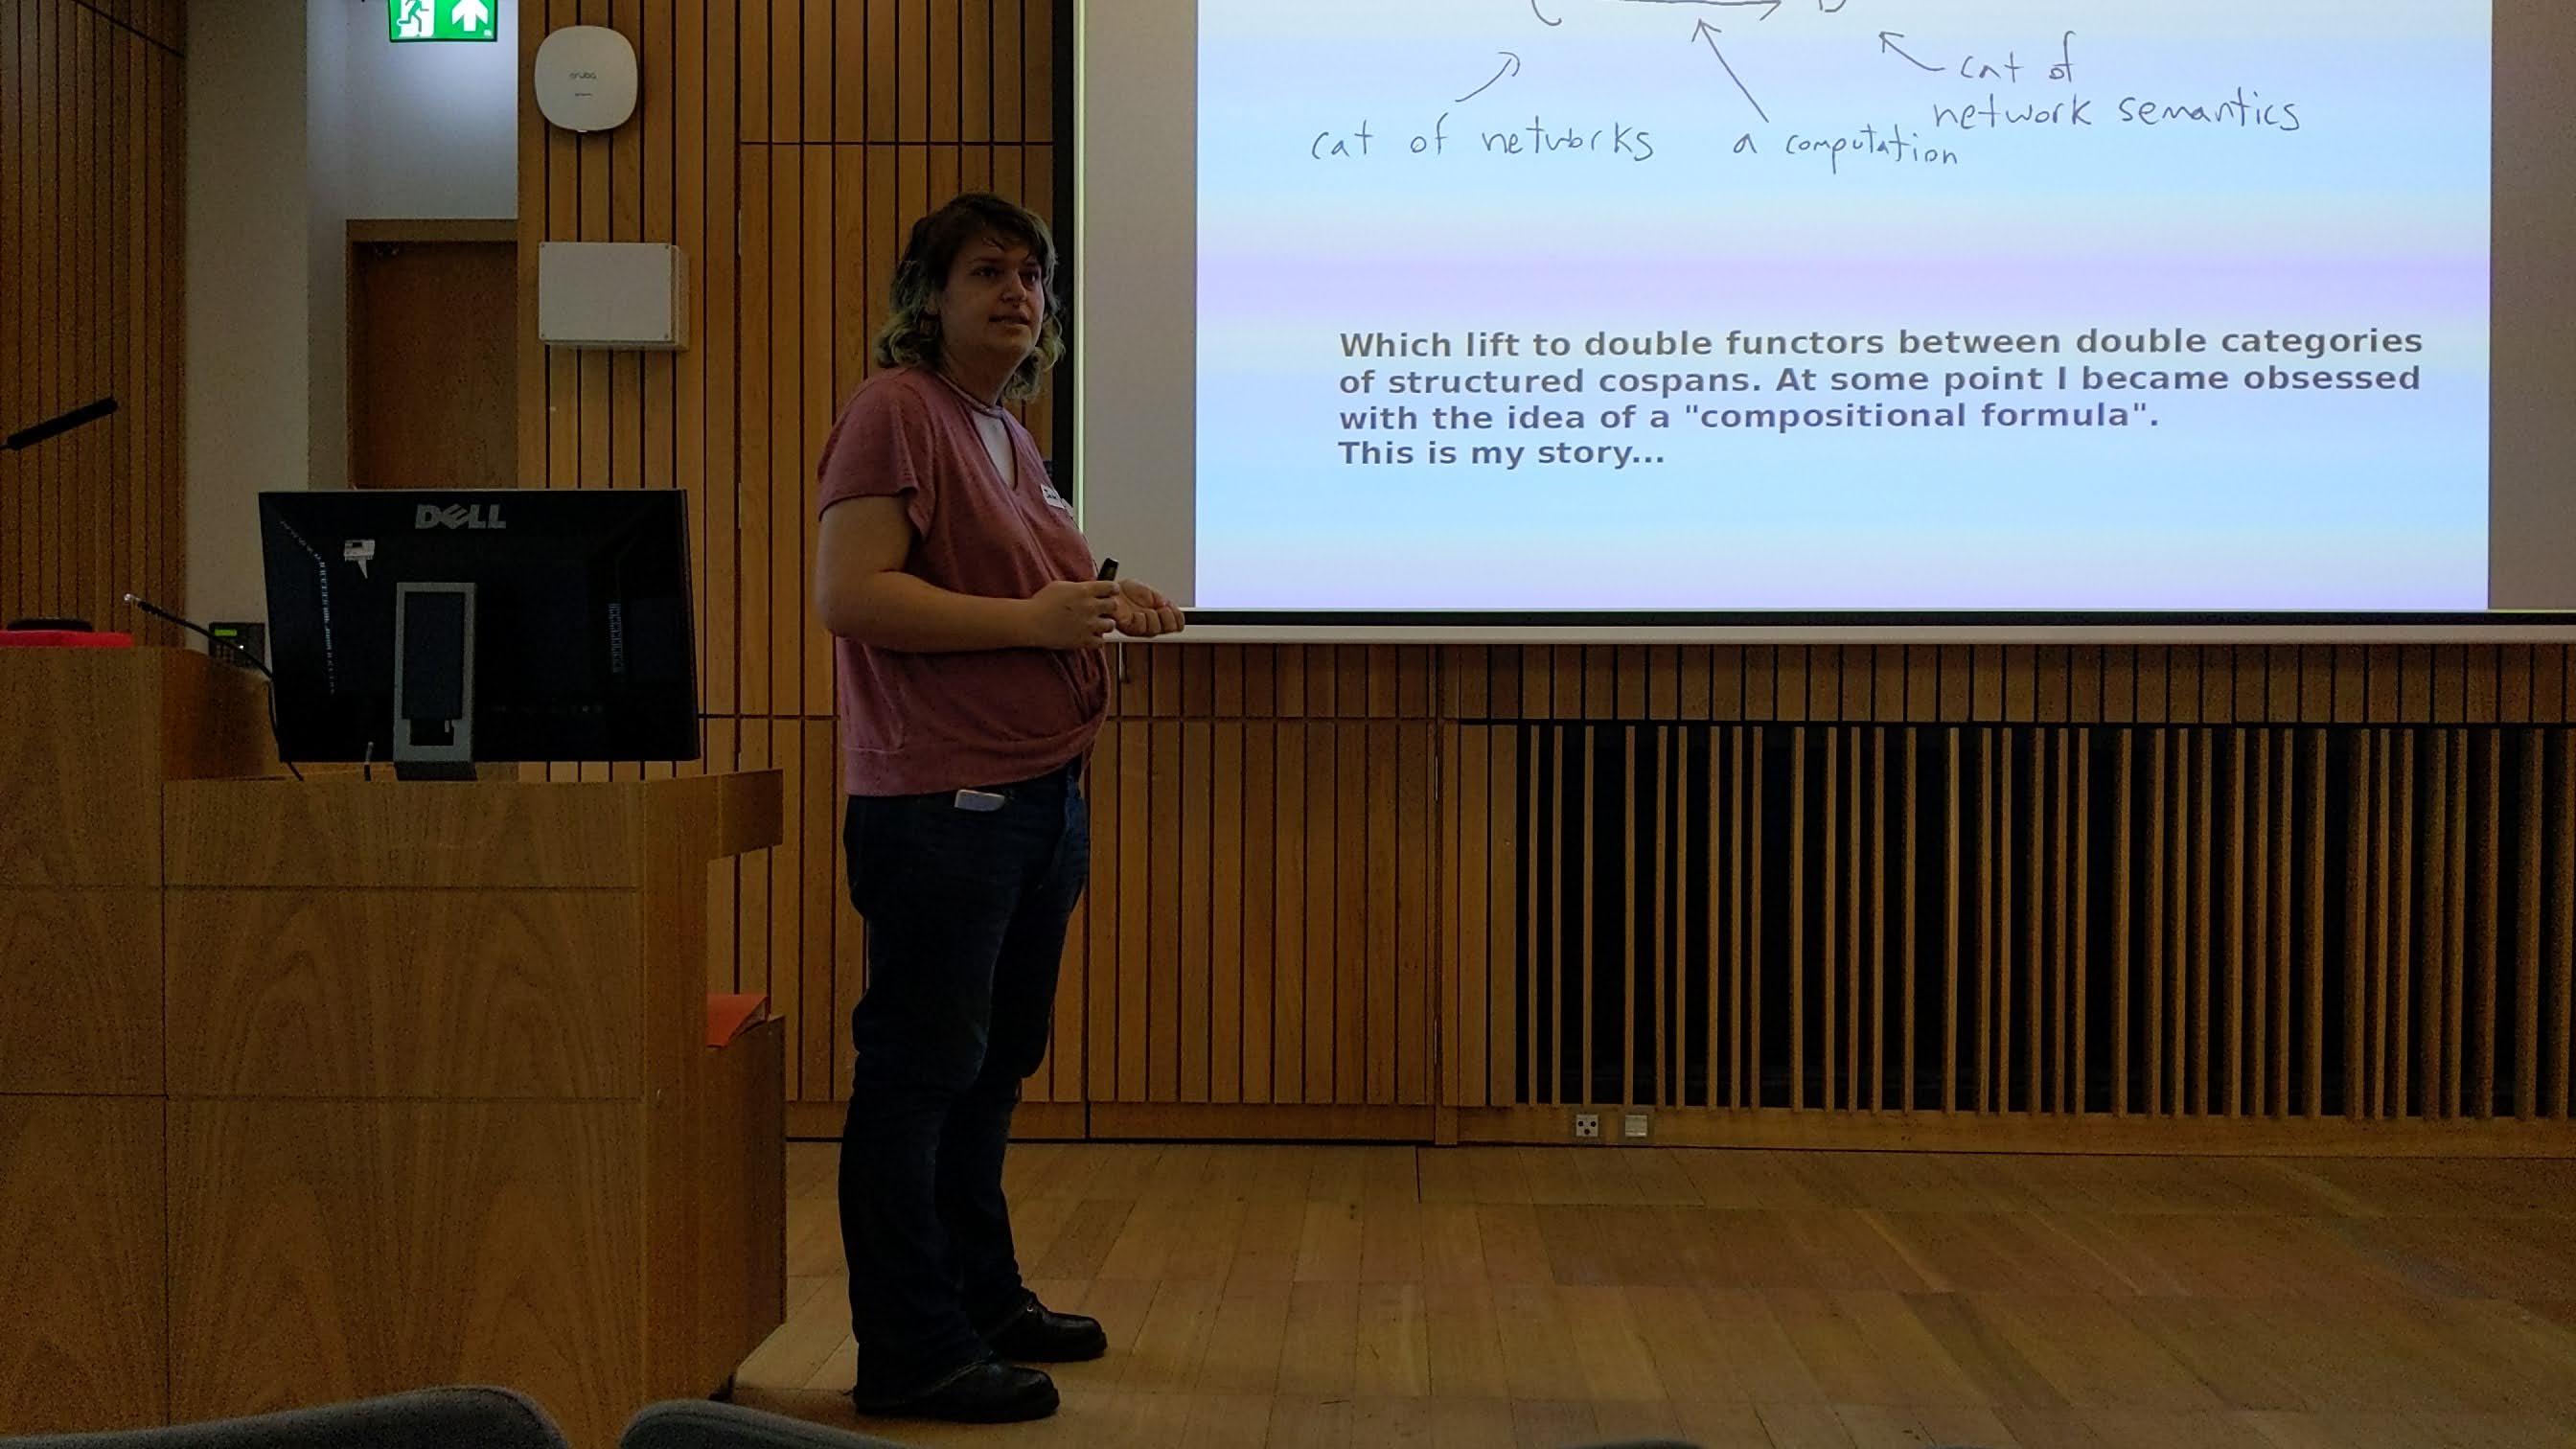 aruba
cat of
network semantics
cat of networks
a computation
Which lift to double functors between double categories
of structured cospans. At some point I became obsessed
with the idea of a "compositional formula".
This is my story...
DELL